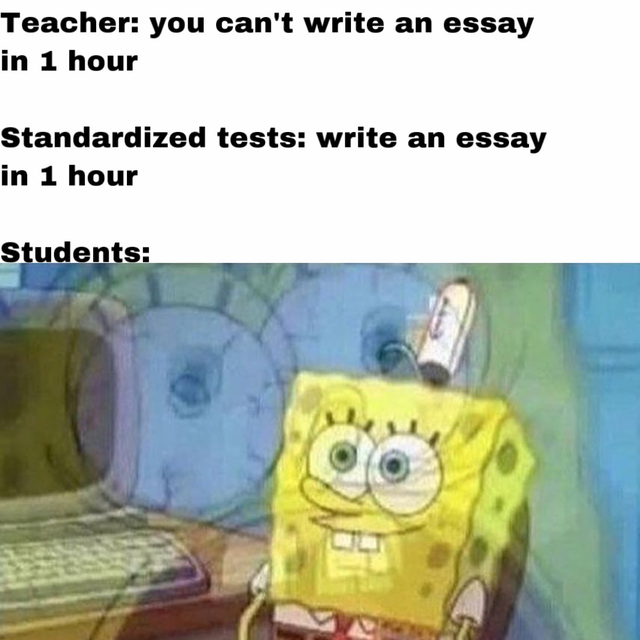 Teacher: you can't write an essay
in 1 hour
Standardized tests: write an essay
in 1 hour
Students: